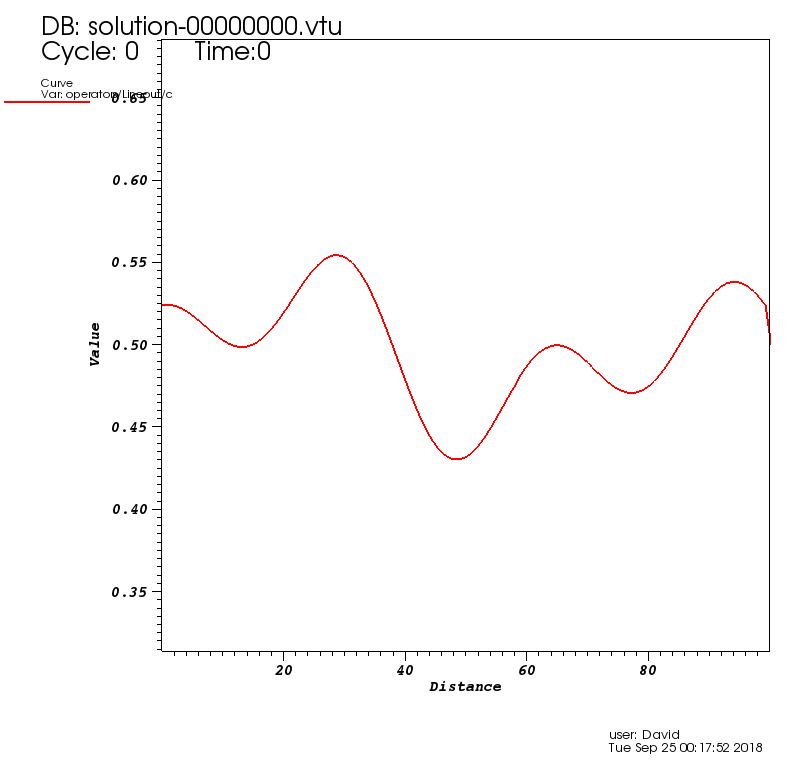 DB: solution-00000000.vtu
Cycle: 0 Time:0
Curve
Var: operators/Lineout/c
0.65
0.60
0.55
0.50
0.45
0.40
0.35
Value
20 40 60 80
Distance
user: David
Tue Sep 25 00:17:52 2018